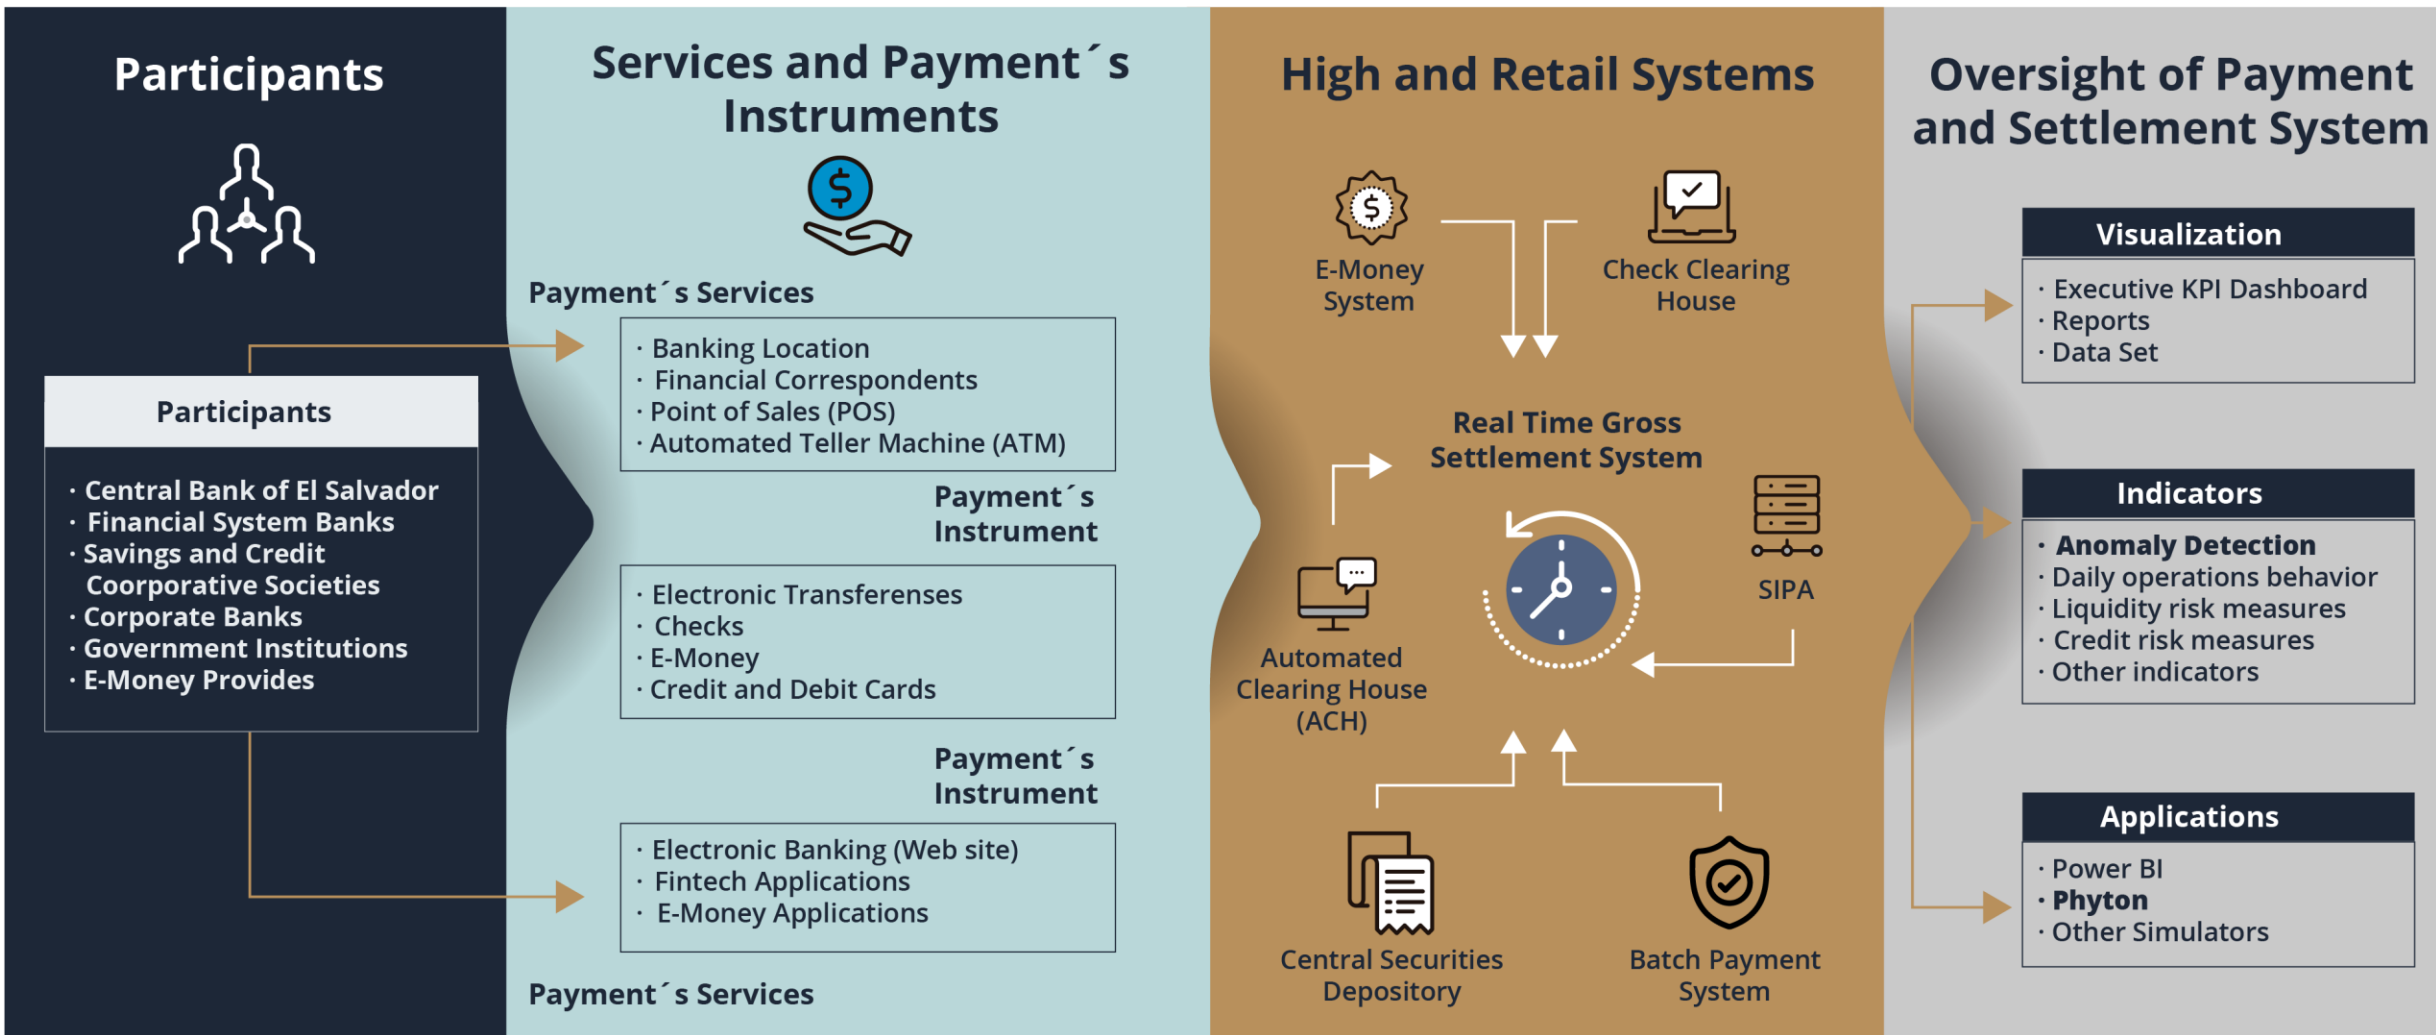 Participants
Participants
· Central Bank of El Salvador
· Financial System Banks
· Savings and Credit
Coorporative Societies
· Corporate Banks
· Government Institutions
· E-Money Provides
Services and Payment´s
Instruments
$
Payment´s Services
· Banking Location
· Financial Correspondents
· Point of Sales (POS)
· Automated Teller Machine (ATM)
Payment´s
Instrument
· Electronic Transferenses
· Checks
· E-Money
· Credit and Debit Cards
Payment´s
Instrument
· Electronic Banking (Web site)
· Fintech Applications
· E-Money Applications
Payment´s Services
High and Retail Systems
$
E-Money
System
Check Clearing
House
Real Time Gross
Settlement System
SIPA
Automated
Clearing House
(ACH)
Central Securities
Depository
Batch Payment
System
Oversight of Payment
and Settlement System
Visualization
· Executive KPI Dashboard
· Reports
· Data Set
Indicators
· Anomaly Detection
· Daily operations behavior
· Liquidity risk measures
· Credit risk measures
· Other indicators
Applications
· Power BI
· Phyton
· Other Simulators